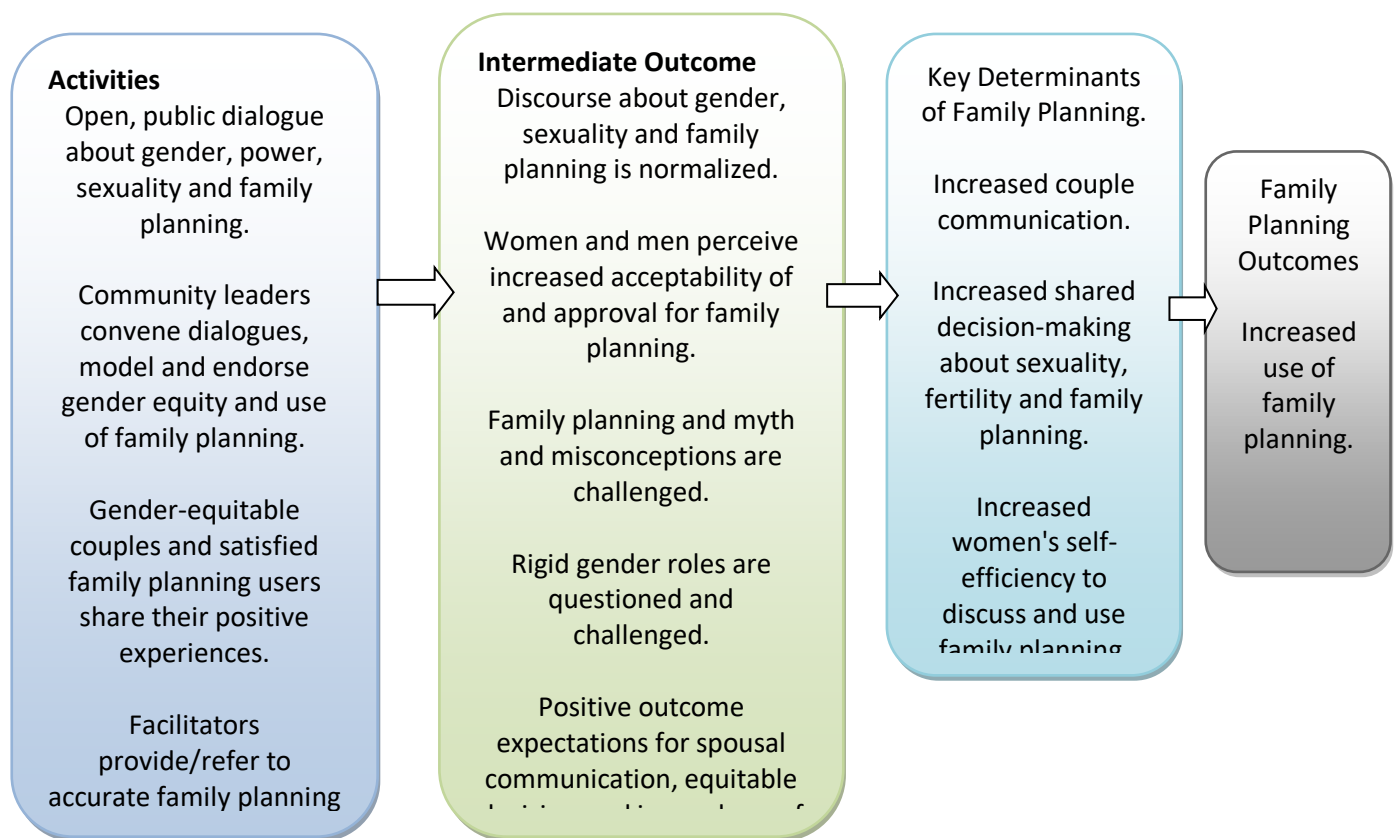 Activities
Open, public dialogue
about gender, power,
sexuality and family
planning.
Community leaders
convene dialogues,
model and endorse
gender equity and use
of family planning.
Gender-equitable
couples and satisfied
family planning users
share their positive
experiences.
Facilitators
provide/refer to
accurate family planning
Intermediate Outcome
Discourse about gender,
sexuality and family
planning is normalized.
Women and men perceive
increased acceptability of
and approval for family
planning.
Family planning and myth
and misconceptions are
challenged.
Rigid gender roles are
questioned and
challenged.
Positive outcome
expectations for spousal
communication, equitable
Key Determinants
of Family Planning.
Increased couple
communication.
Increased shared
decision-making
about sexuality,
fertility and family
planning.
Increased
women's self-
efficiency to
discuss and use
family planning
Family
Planning
Outcomes
Increased
use of
family
planning.